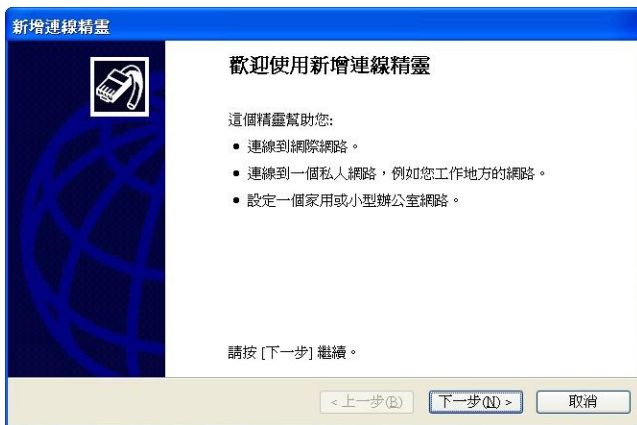 新增連線精靈
歡迎使用新增連線精靈
這個精靈幫助您:
• 連線到網際網路。
• 連線到一個私人網路，例如您工作地方的網路。
• 設定一個家用或小型辦公室網路。
請按 [下一步] 繼續。
<上一步(B) 下一步(N)> 取消